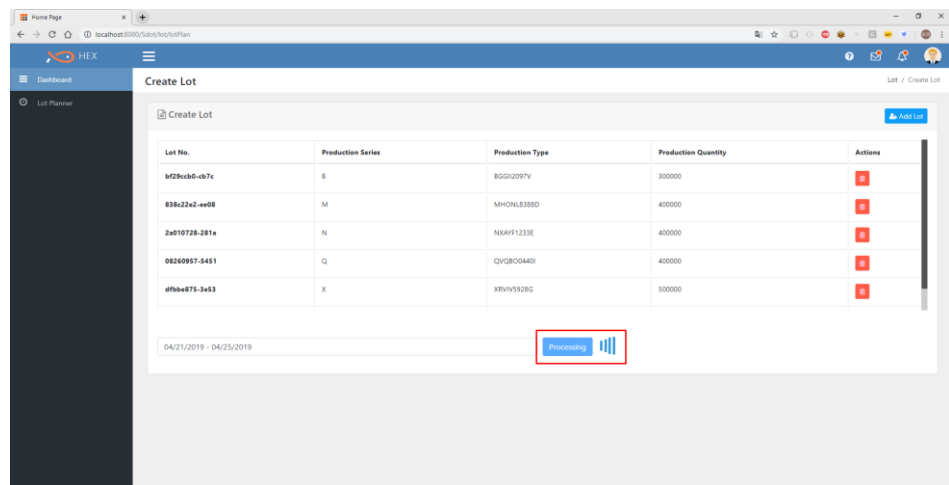 Home Page
localhost:8080/Sdot/lot/lotPlan
HEX
Dashboard
Create Lot
Lot / Create Lot
Lot Planner
Create Lot
Add Lot
Lot No. Production Series Production Type Production Quantity Actions
bf29ccb0-cb7c B BGGII2097V 300000
838c22e2-ee08 M MHONL8388D 400000
2a010728-281a N NXAYF1233E 400000
08260957-5451 Q QVQBO0440I 400000
dfbbe875-3e53 X XRVIV5928G 500000
04/21/2019 - 04/25/2019
Processing